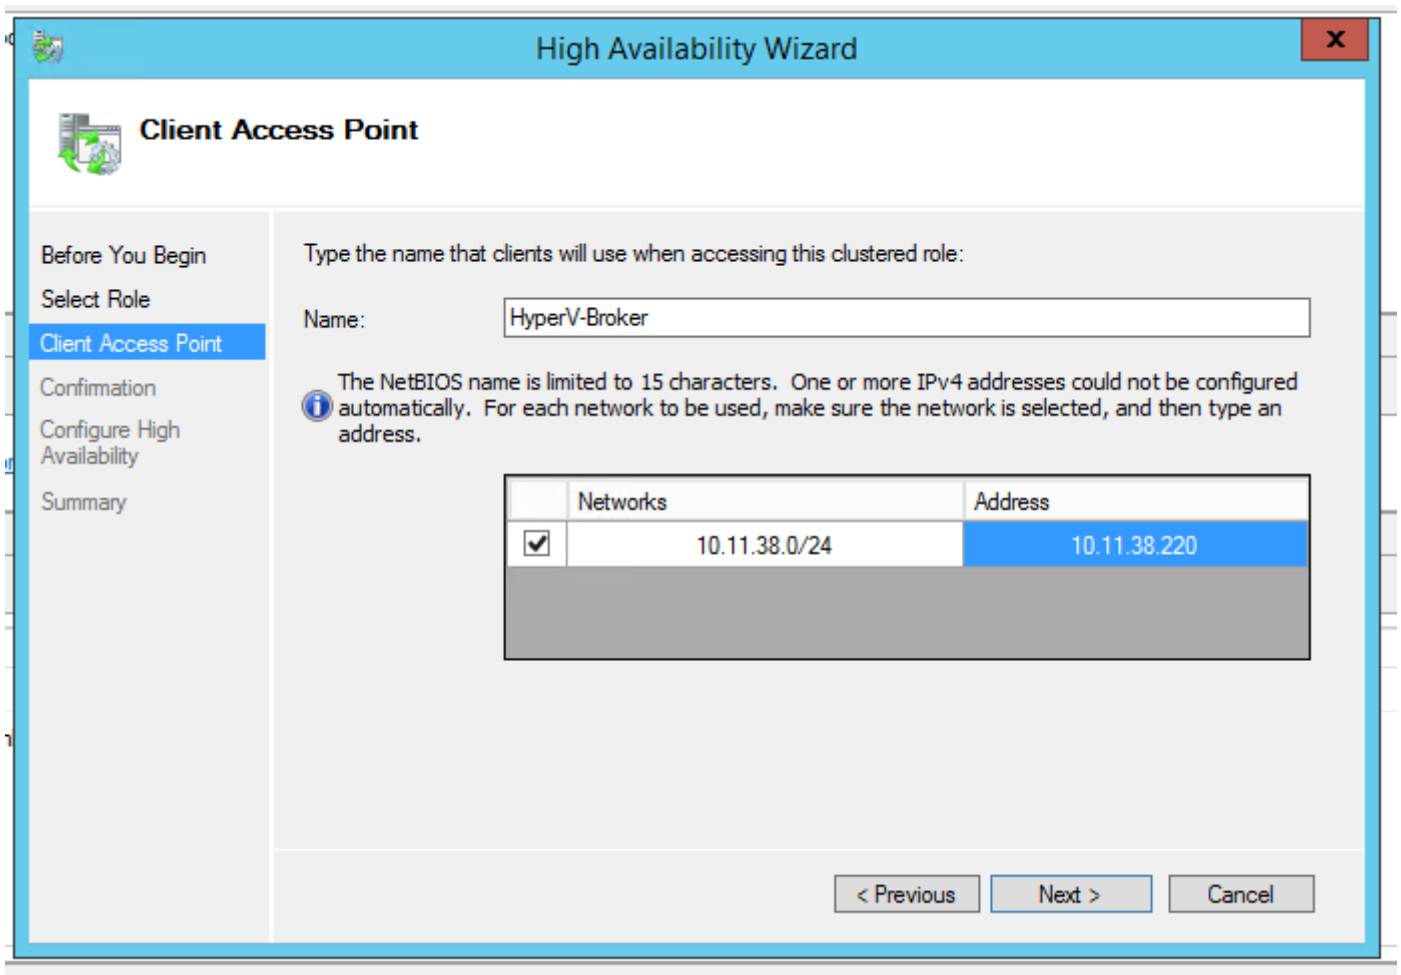 High Availability Wizard
x
Client Access Point
Before You Begin
Select Role
Client Access Point
Confirmation
Configure High
Availability
Summary
Type the name that clients will use when accessing this clustered role:
Name:
HyperV-Broker
The NetBIOS name is limited to 15 characters. One or more IPv4 addresses could not be configured
automatically. For each network to be used, make sure the network is selected, and then type an
address.
Networks
Address
10.11.38.0/24
10.11.38.220
< Previous
Next >
Cancel